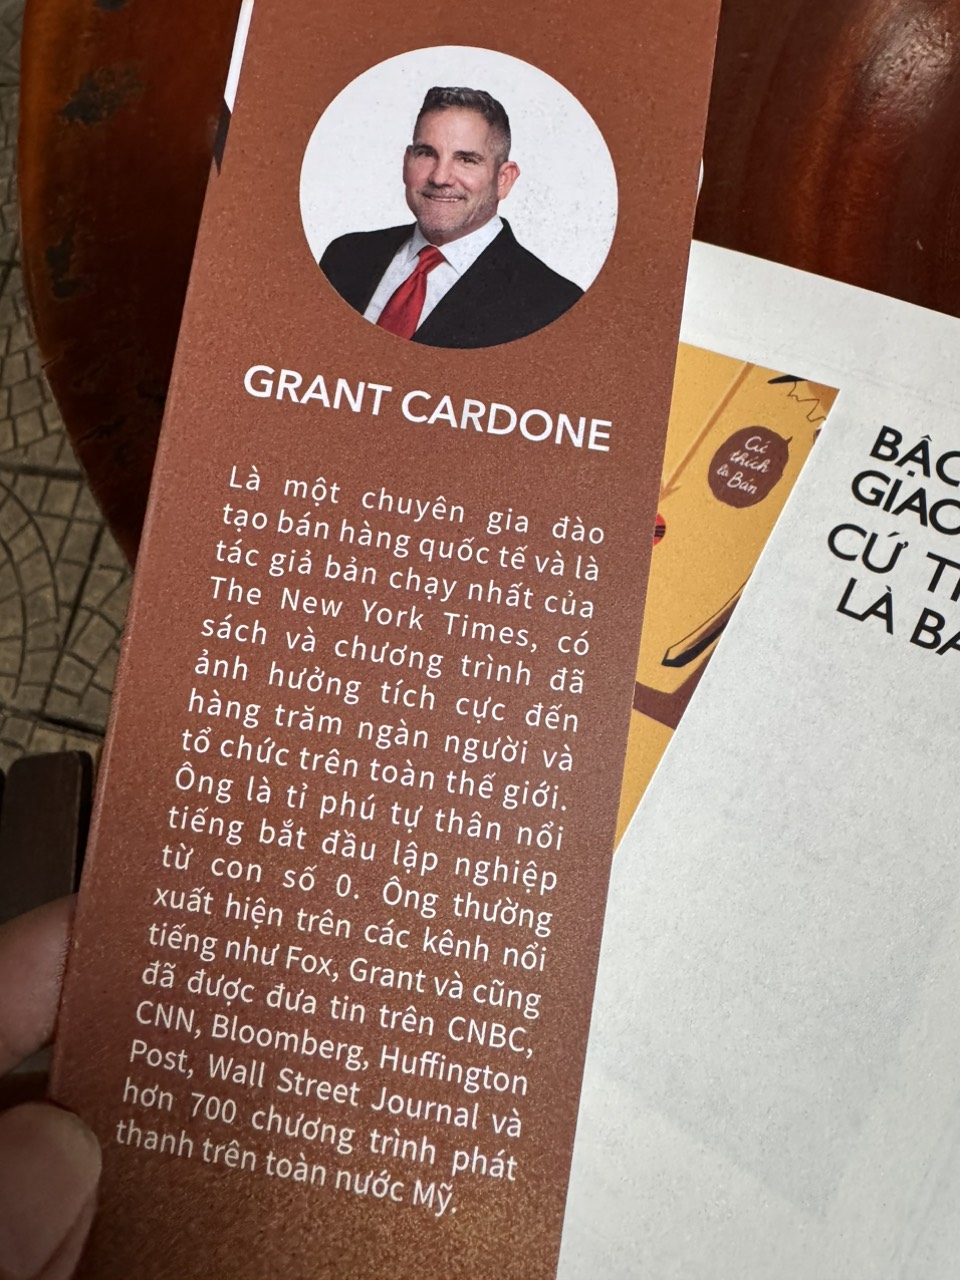 GRANT CARDONE
Là một chuyên gia đào
tạo bán hàng quốc tế và là
tác giả bản chạy nhất của
The New York Times, có
sách và chương trình đã
ảnh hưởng tích cực đến
hàng trăm ngàn người và
tổ chức trên toàn thế giới.
Ông là tỉ phú tự thân nổi
tiếng bắt đầu lập nghiệp
từ con số 0. Ông thường
xuất hiện trên các kênh nổi
tiếng như Fox, Grant và cũng
đã được đưa tin trên CNBC,
CNN, Bloomberg, Huffington
Post, Wall Street Journal và
hơn 700 chương trình phát
thanh trên toàn nước Mỹ.
Cứ
thích
là Bán
CỨ
LÀ